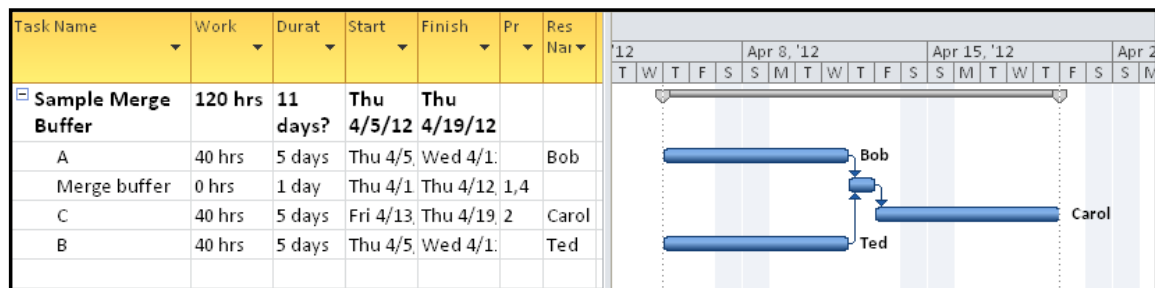 Task Name Work Durat Start Finish Pr Res
Nar
Sample Merge 120 hrs 11 Thu Thu
Buffer days? 4/5/12 4/19/12
A 40 hrs 5 days Thu 4/5, Wed 4/1: Bob
Merge buffer 0 hrs 1 day Thu 4/1 Thu 4/12, 1,4
C 40 hrs 5 days Fri 4/13, Thu 4/19, 2 Carol
B 40 hrs 5 days Thu 4/5, Wed 4/1: Ted
'12 Apr 8, '12 Apr 15, '12 Apr 2
T W T F S S M T W T F S S M T W T F S S M
Bob
Carol
Ted